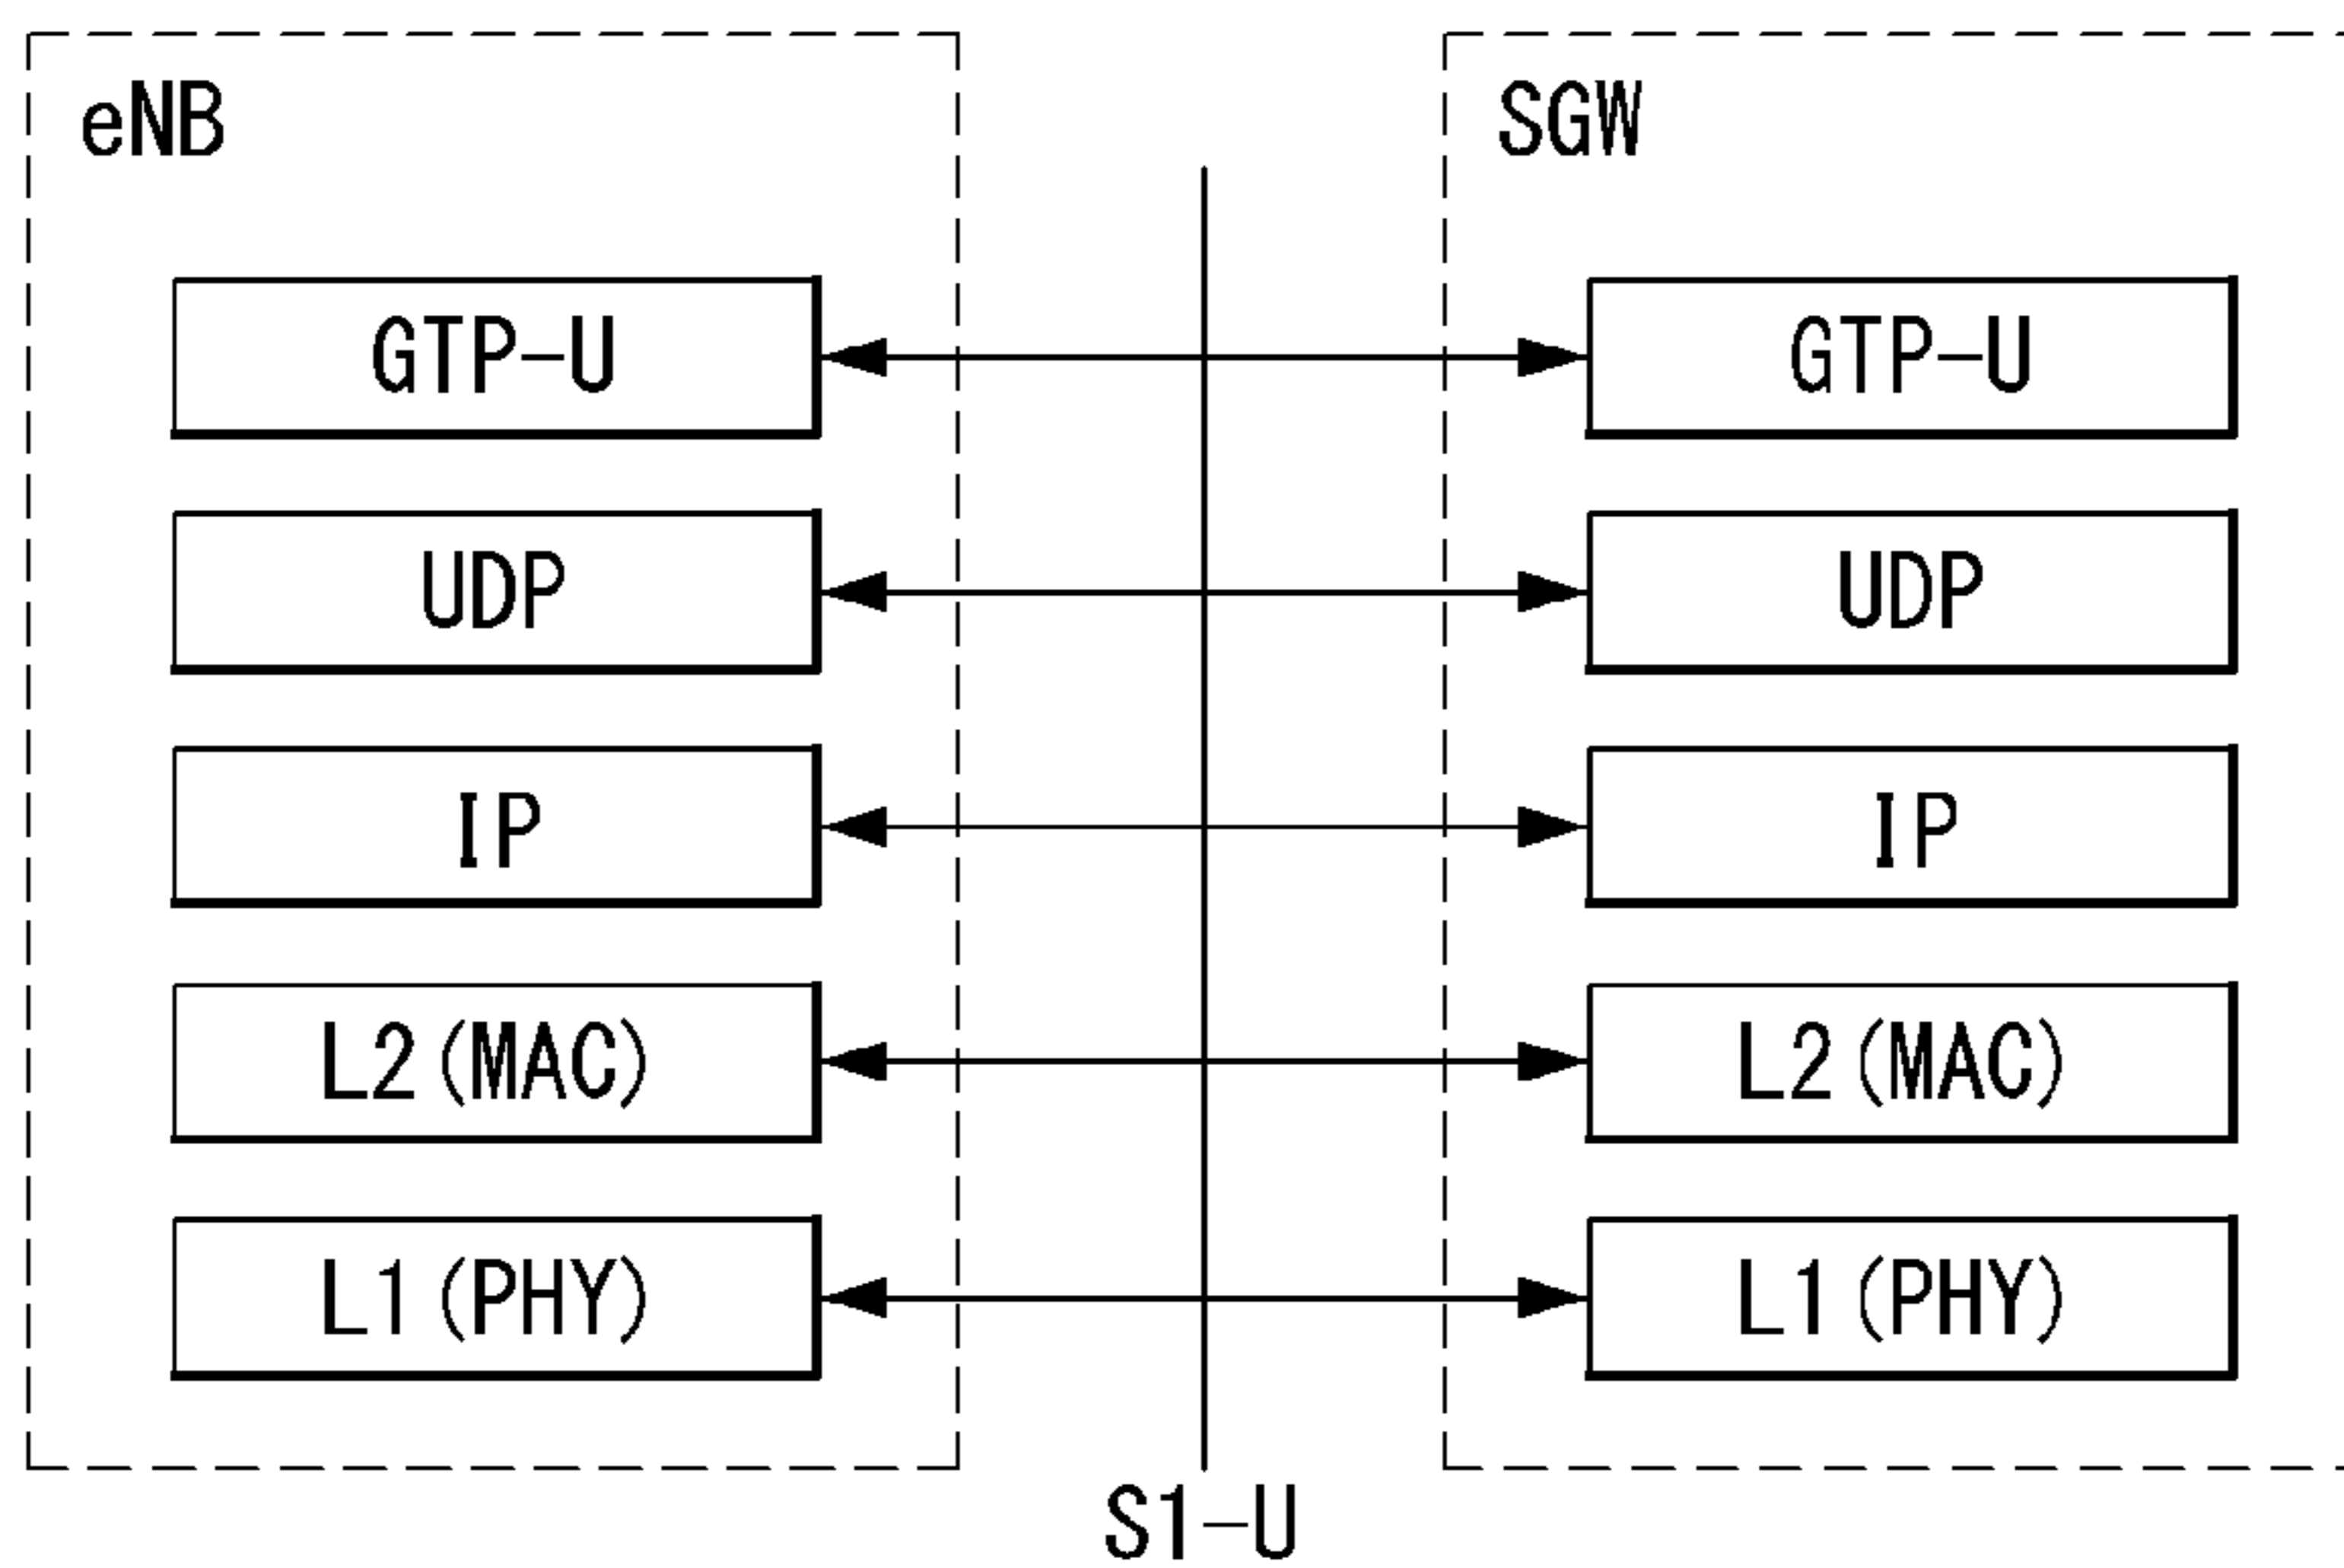 eNB
SGW
GTP-U
GTP-U
UDP
UDP
IP
IP
L2(MAC)
L2(MAC)
L1(PHY)
L1(PHY)
S1-U